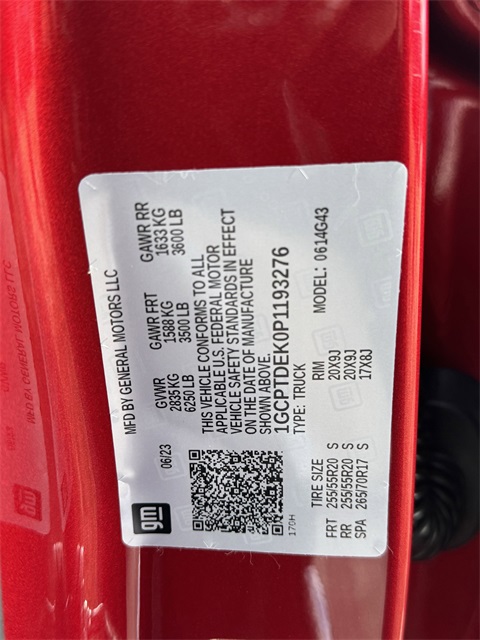 MFD BY GENERAL MOTORS LLC
gm
06/23
GVWR GAWR FRT GAWR RR
2835 KG 1588 KG 1633 KG
6250 LB 3500 LB 3600 LB
THIS VEHICLE CONFORMS TO ALL
APPLICABLE U.S. FEDERAL MOTOR
VEHICLE SAFETY STANDARDS IN EFFECT
ON THE DATE OF MANUFACTURE
SHOWN ABOVE.
1GCPTDEK0P1193276
TYPE: TRUCK MODEL: 0614G43
170H
TIRE SIZE RIM
FRT 255/55R20 S 20X9J
RR 255/55R20 S 20X9J
SPA 265/70R17 S 17X8J